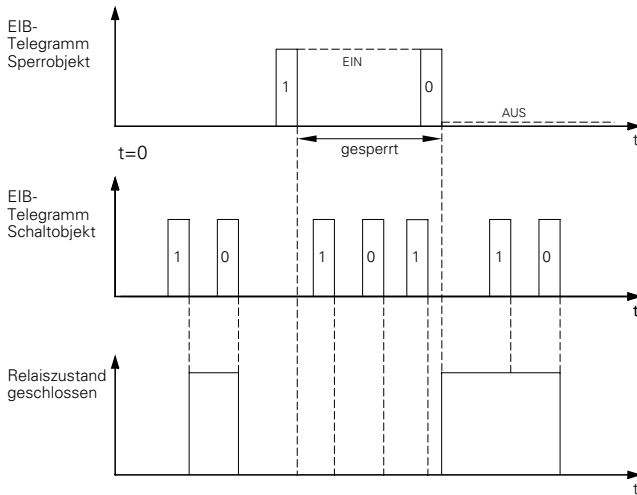 EIB-
Telegramm
Sperrobjekt
EIN
1
0
AUS
t
t=0
gesperrt
EIB-
Telegramm
Schaltobjekt
1
0
1
0
1
1
0
t
Relaiszustand
geschlossen
t